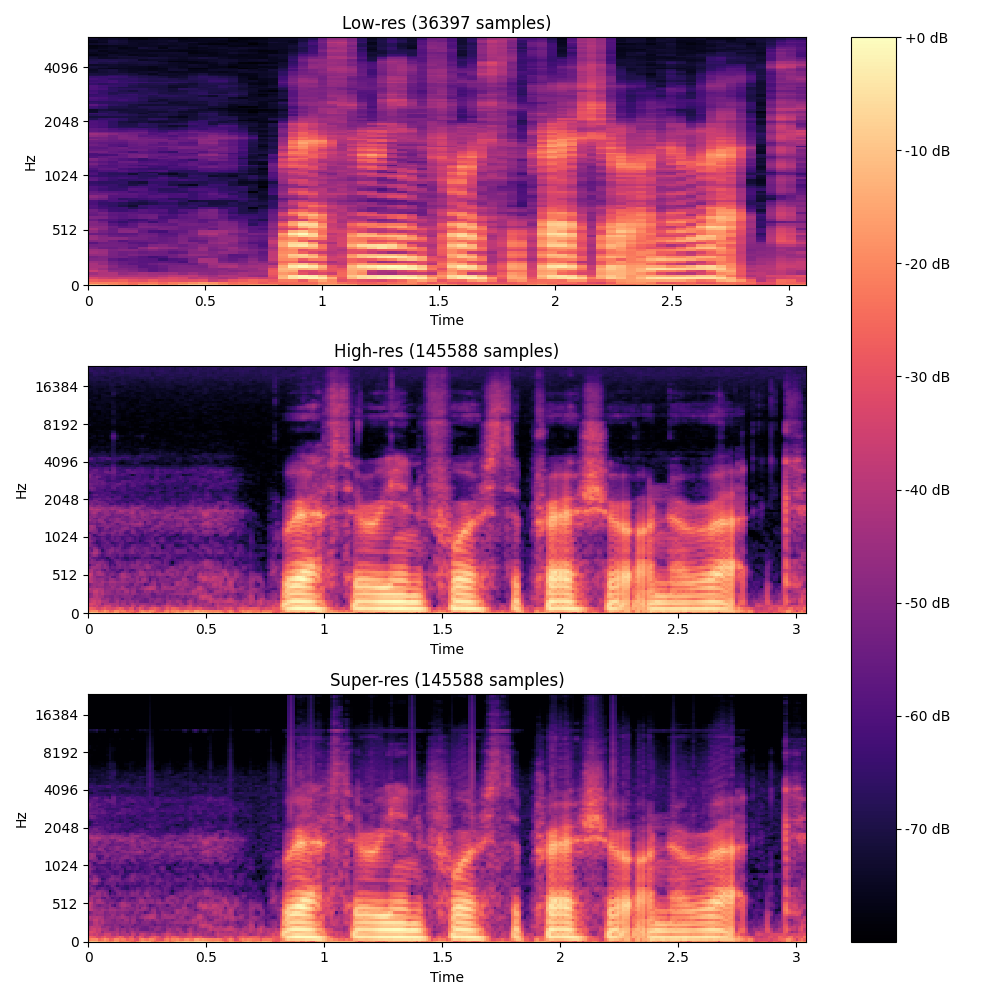 Low-res (36397 samples)
Hz
4096
2048
1024
512
0
0 0.5 1 1.5 2 2.5 3
Time
High-res (145588 samples)
Hz
16384
8192
4096
2048
1024
512
0
0 0.5 1 1.5 2 2.5 3
Time
Super-res (145588 samples)
Hz
16384
8192
4096
2048
1024
512
0
0 0.5 1 1.5 2 2.5 3
Time
+0 dB
-10 dB
-20 dB
-30 dB
-40 dB
-50 dB
-60 dB
-70 dB